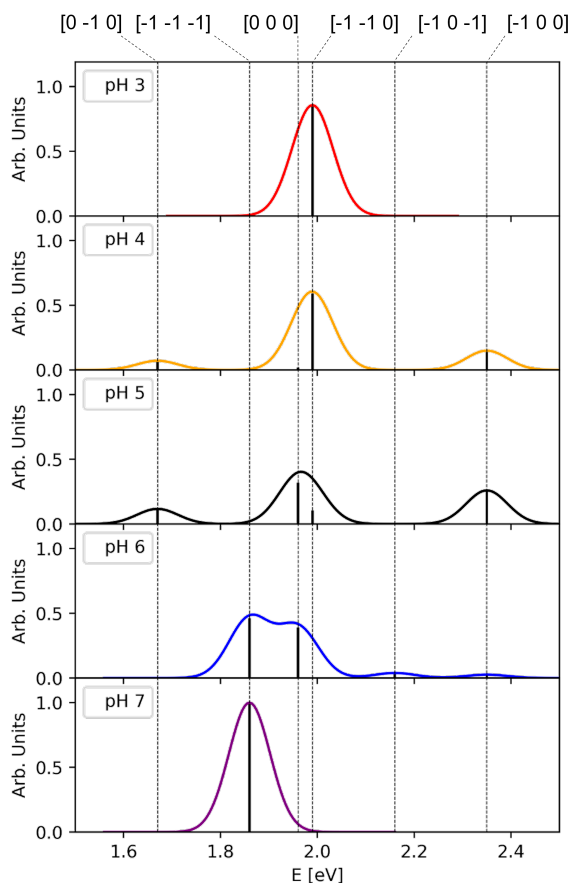 [0 -1 0] [-1 -1 -1] [0 0 0] [-1 -1 0] [-1 0 -1] [-1 0 0]
pH 3
1.0
0.5
0.0
Arb. Units
pH 4
1.0
0.5
0.0
Arb. Units
pH 5
1.0
0.5
0.0
Arb. Units
pH 6
1.0
0.5
0.0
Arb. Units
pH 7
1.0
0.5
0.0
Arb. Units
1.6 1.8 2.0 2.2 2.4
E [eV]